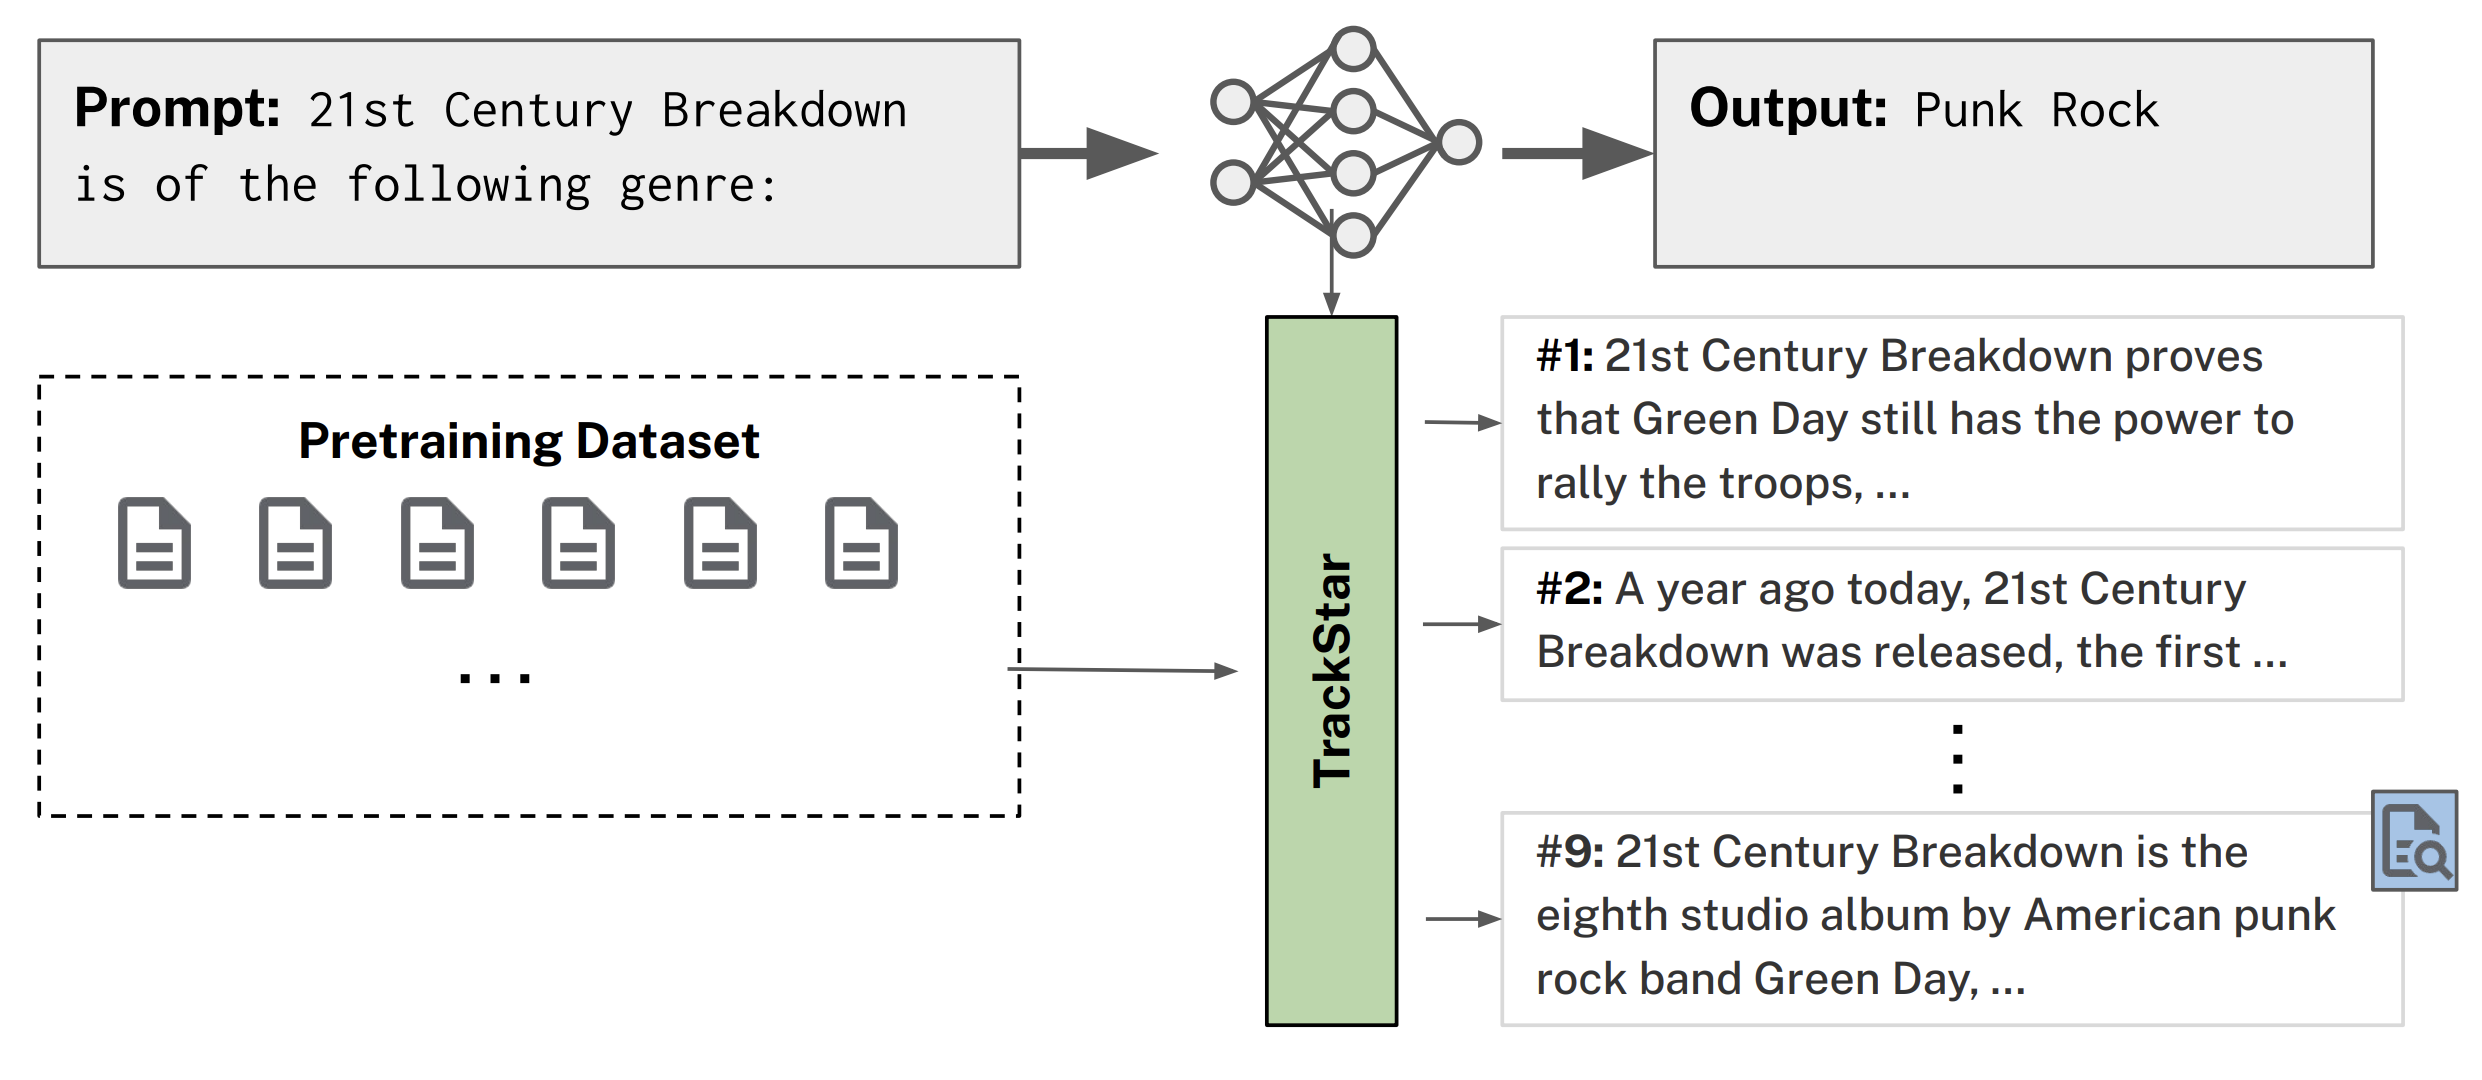 Prompt: 21st Century Breakdown
is of the following genre:
Output: Punk Rock
Pretraining Dataset
...
TrackStar
#1: 21st Century Breakdown proves
that Green Day still has the power to
rally the troops, ...
#2: A year ago today, 21st Century
Breakdown was released, the first ...
#9: 21st Century Breakdown is the
eighth studio album by American punk
rock band Green Day, ...